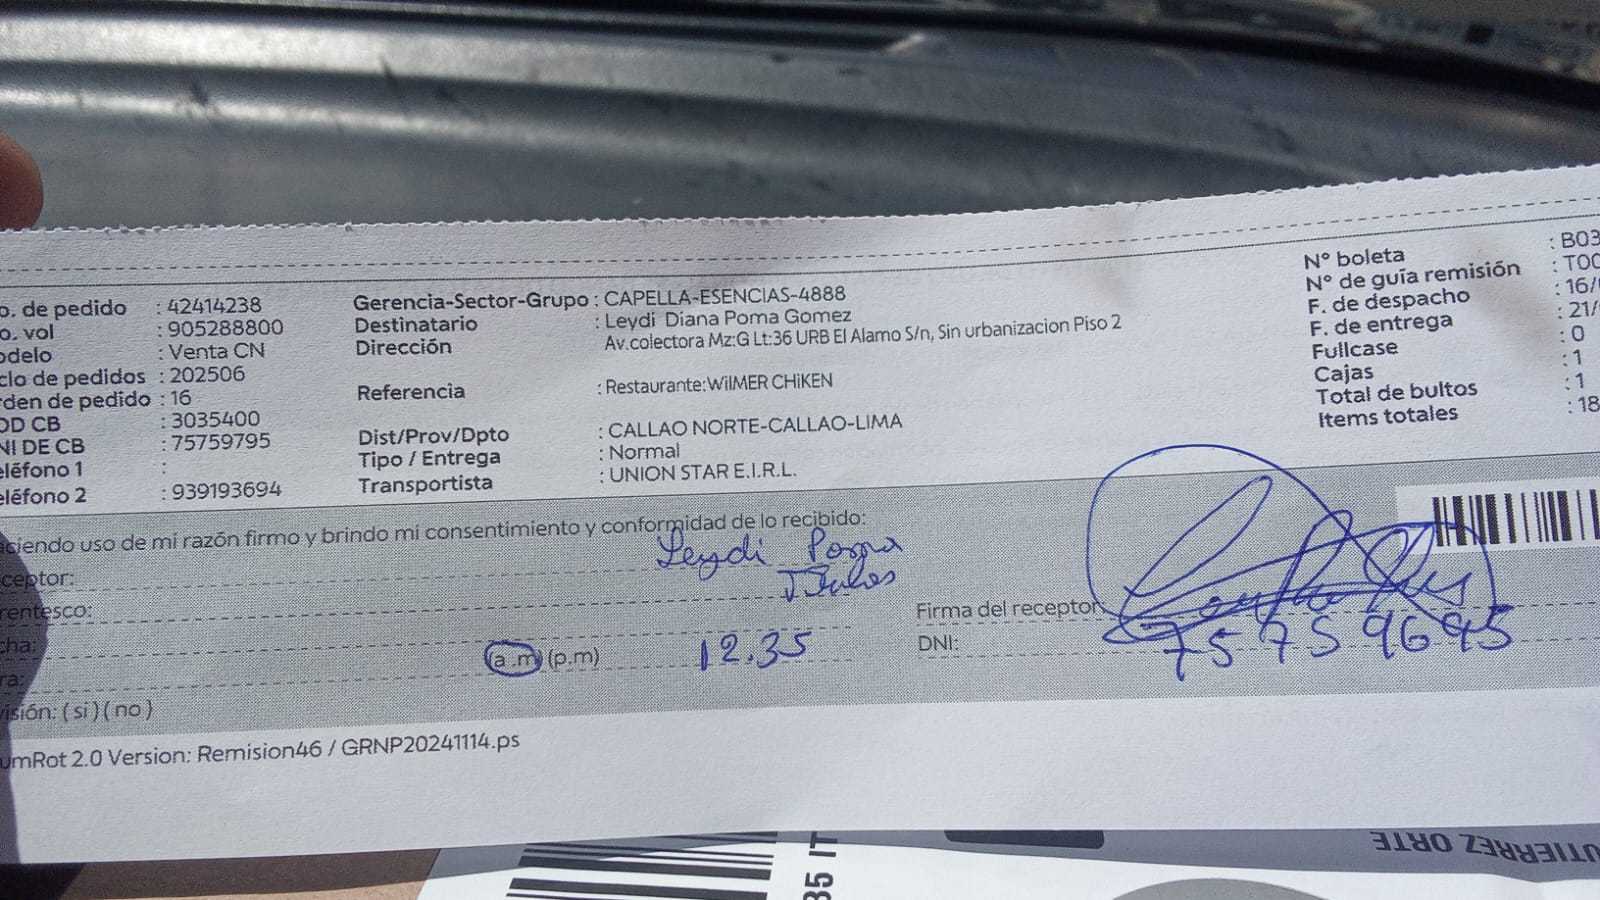 o. de pedido : 42414238
o. vol : 905288800
odelo : Venta CN
clo de pedidos : 202506
rden de pedido : 16
OD CB : 3035400
NI DE CB : 75759795
eléfono 1 :
eléfono 2 : 939193694
Gerencia-Sector-Grupo : CAPELLA-ESENCIAS-4888
Destinatario : Leydi Diana Poma Gomez
Dirección : Av.colectora Mz:G Lt:36 URB El Alamo S/n, Sin urbanizacion Piso 2
Referencia : Restaurante:WilMER CHiKEN
Dist/Prov/Dpto : CALLAO NORTE-CALLAO-LIMA
Tipo / Entrega : Normal
Transportista : UNION STAR E.I.R.L.
N° boleta : B03
N° de guía remisión : T00
F. de despacho : 16/
F. de entrega : 21/
Fullcase : 0
Cajas : 1
Total de bultos : 1
Items totales : 18
aciendo uso de mi razón firmo y brindo mi consentimiento y conformidad de lo recibido:
ceptor: Leydi Poma
rentesco:
cha:
ra: (a.m) (p.m) 12.35
Firma del receptor:
DNI: 75759695
visión: ( si ) ( no )
umRot 2.0 Version: Remision46 / GRNP20241114.ps
35 IT
UTIERREZ ORTE